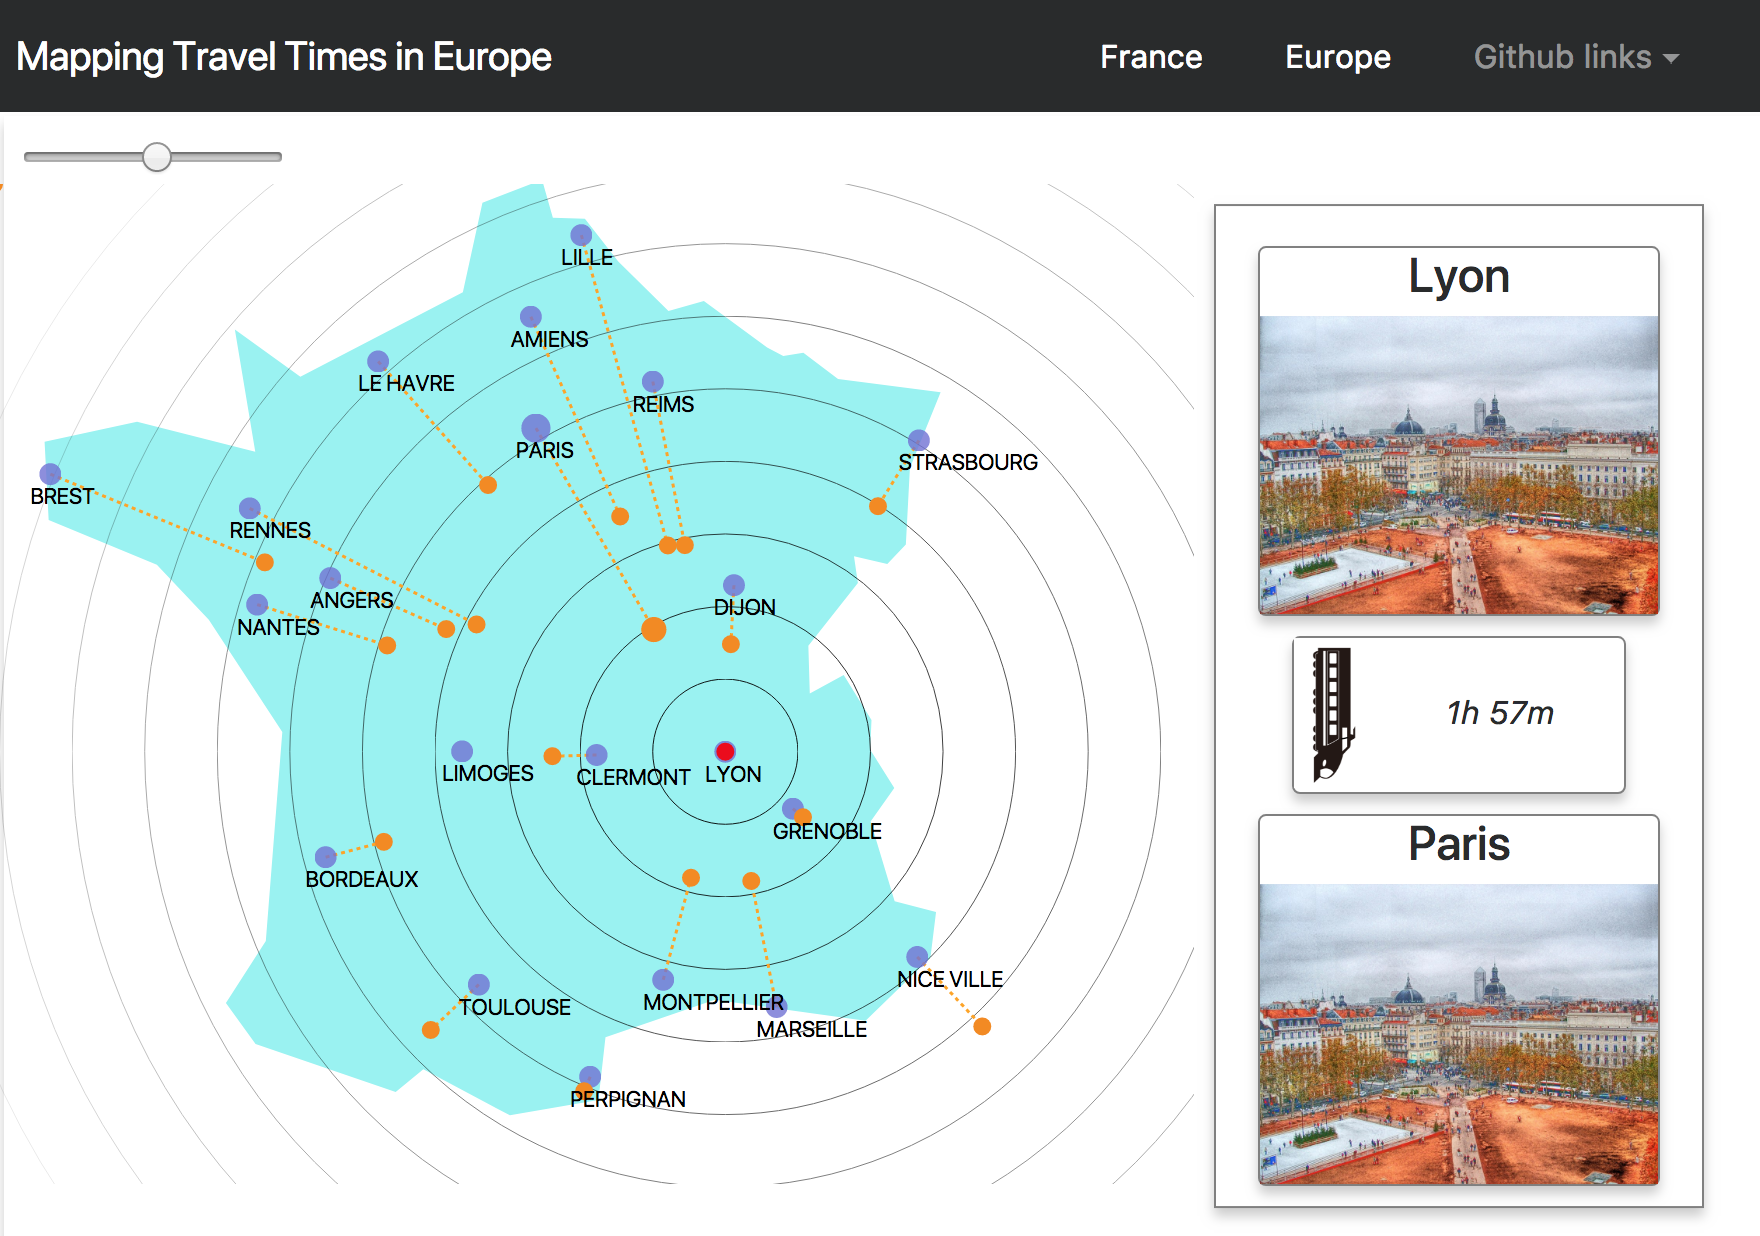 Mapping Travel Times in Europe
France
Europe
Github links
LILLE
AMIENS
LE HAVRE
REIMS
PARIS
STRASBOURG
BREST
RENNES
ANGERS
DIJON
NANTES
LIMOGES
CLERMONT
LYON
GRENOBLE
BORDEAUX
NICE VILLE
TOULOUSE
MONTPELLIER
MARSEILLE
PERPIGNAN
Lyon
1h 57m
Paris